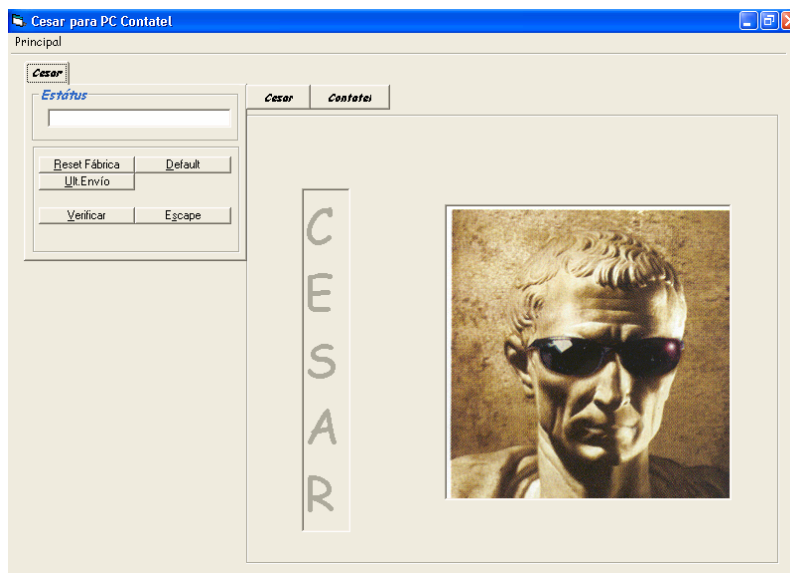 Cesar para PC Contatel
Principal
Cesar
Estátus
Cesar Contatel
Reset Fábrica Default
Ult.Envío
Verificar Escape
C
E
S
A
R